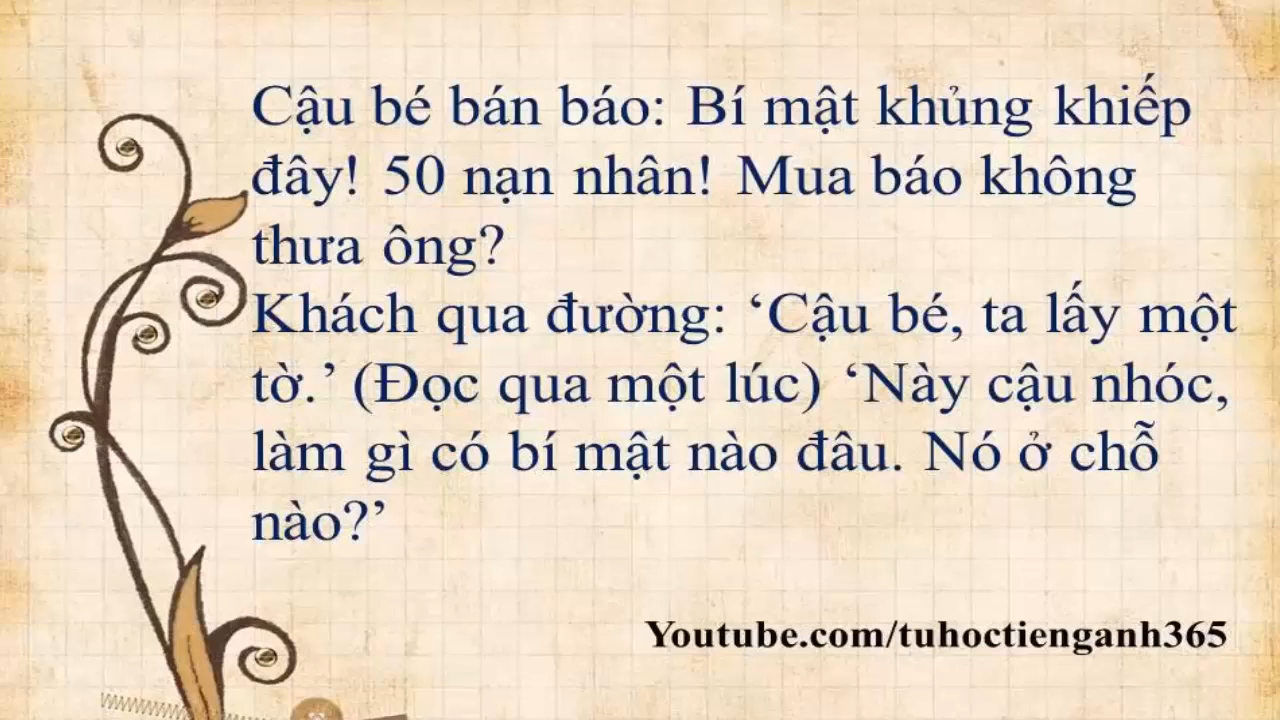 Cậu bé bán báo: Bí mật khủng khiếp
đây! 50 nạn nhân! Mua báo không
thưa ông?
Khách qua đường: ‘Cậu bé, ta lấy một
tờ.’ (Đọc qua một lúc) ‘Này cậu nhóc,
làm gì có bí mật nào đâu. Nó ở chỗ
nào?’
Youtube.com/tuhoctienganh365